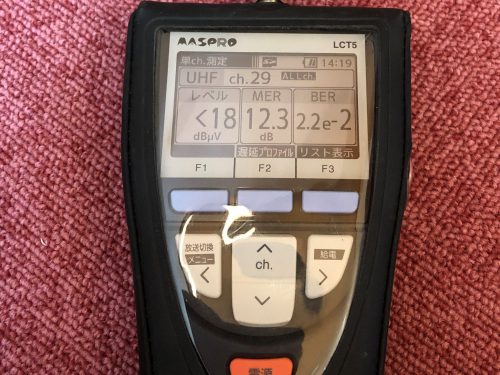 MASPRO LCT5
単ch.測定 SD 14:19
UHF ch.29 ALLch
レベル MER BER
<18 12.3 2.2e-2
dBμV dB
遅延プロファイル リスト表示
F1 F2 F3
放送切換 給電
メニュー
< ch. >
電源